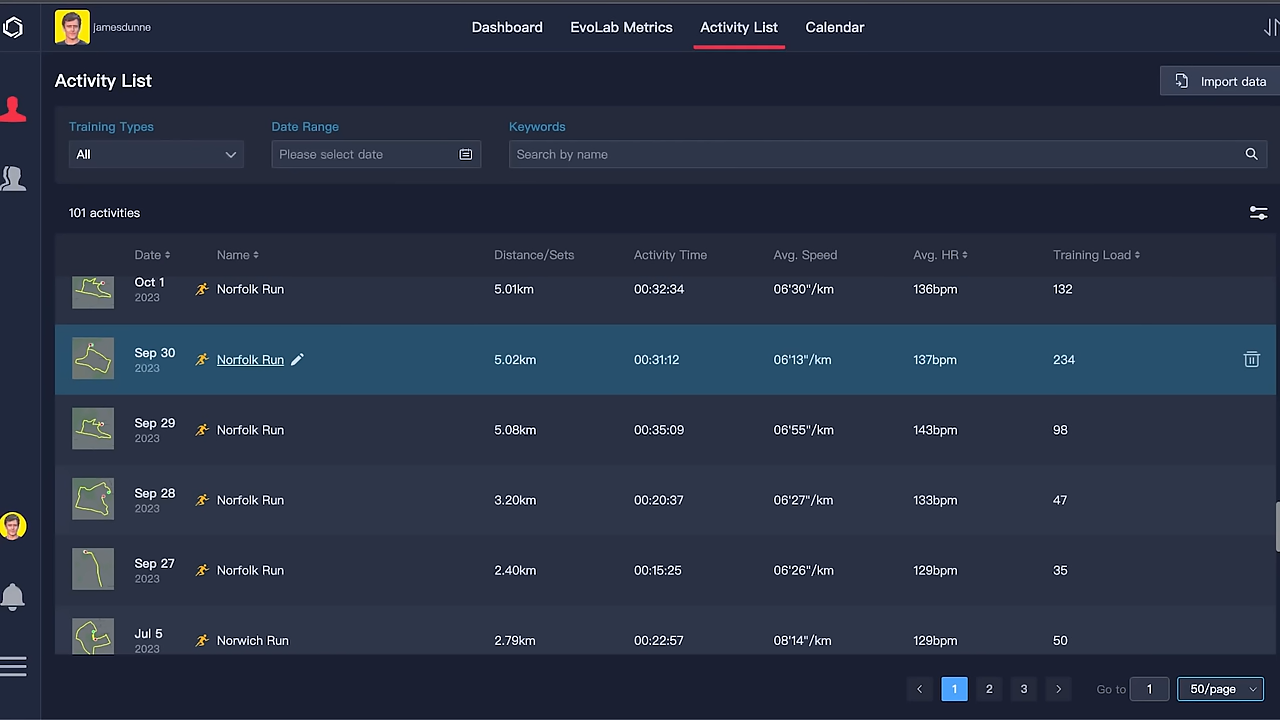 jamesdunne
Dashboard EvoLab Metrics Activity List Calendar
Activity List
Import data
Training Types Date Range Keywords
All Please select date Search by name
101 activities
Date Name Distance/Sets Activity Time Avg. Speed Avg. HR Training Load
Oct 1 2023 Norfolk Run 5.01km 00:32:34 06'30"/km 136bpm 132
Sep 30 2023 Norfolk Run 5.02km 00:31:12 06'13"/km 137bpm 234
Sep 29 2023 Norfolk Run 5.08km 00:35:09 06'55"/km 143bpm 98
Sep 28 2023 Norfolk Run 3.20km 00:20:37 06'27"/km 133bpm 47
Sep 27 2023 Norfolk Run 2.40km 00:15:25 06'26"/km 129bpm 35
Jul 5 2023 Norwich Run 2.79km 00:22:57 08'14"/km 129bpm 50
1 2 3 Go to 1 50/page